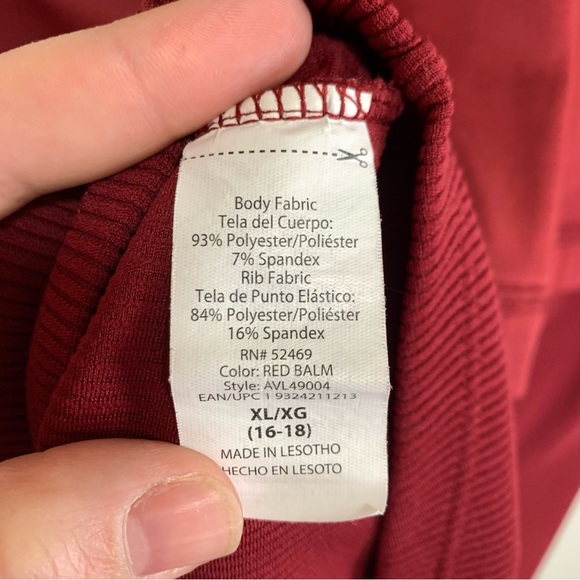 Body Fabric
Tela del Cuerpo:
93% Polyester/Poliéster
7% Spandex
Rib Fabric
Tela de Punto Elástico:
84% Polyester/Poliéster
16% Spandex
RN# 52469
Color: RED BALM
Style: AVL49004
EAN/UPC 1 9324211213
XL/XG
(16-18)
MADE IN LESOTHO
HECHO EN LESOTO